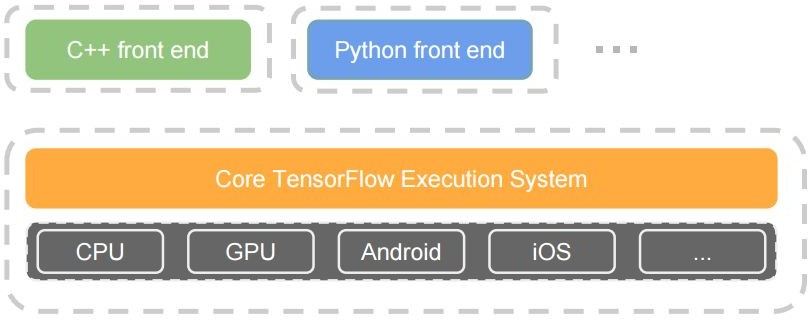 C++ front end
Python front end
...
Core TensorFlow Execution System
CPU
GPU
Android
iOS
...